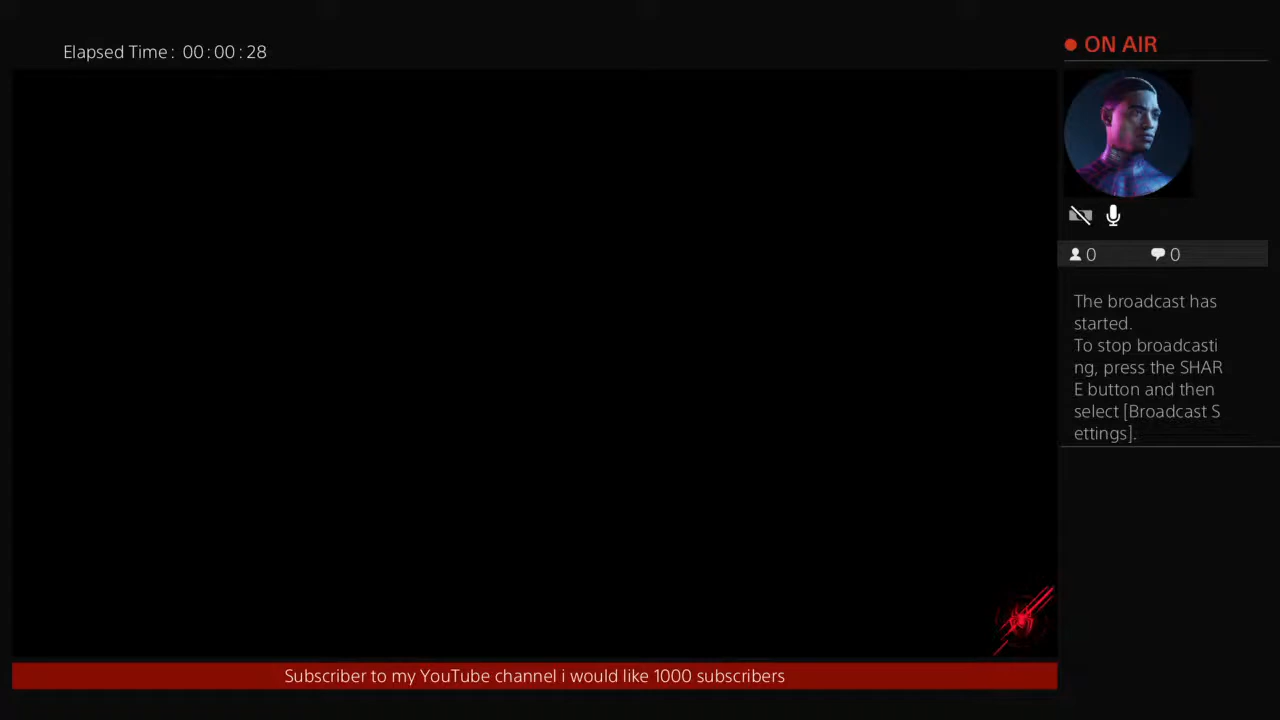 Elapsed Time: 00:00:28
ON AIR
0
0
The broadcast has
started.
To stop broadcasti
ng, press the SHAR
E button and then
select [Broadcast S
ettings].
Subscriber to my YouTube channel i would like 1000 subscribers